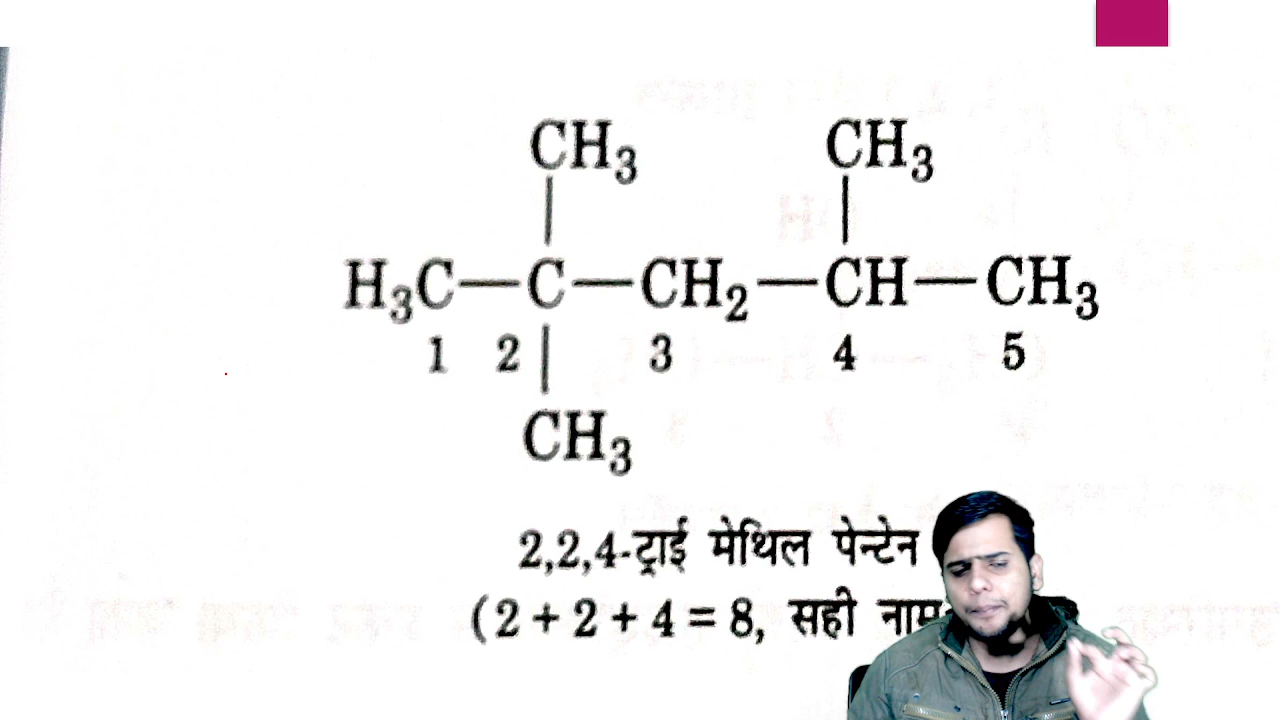 CH₃ CH₃
H₃C—C—CH₂—CH—CH₃
1 2 3 4 5
CH₃
2,2,4-ट्राई मेथिल पेन्टेन
(2 + 2 + 4 = 8, सही नाम